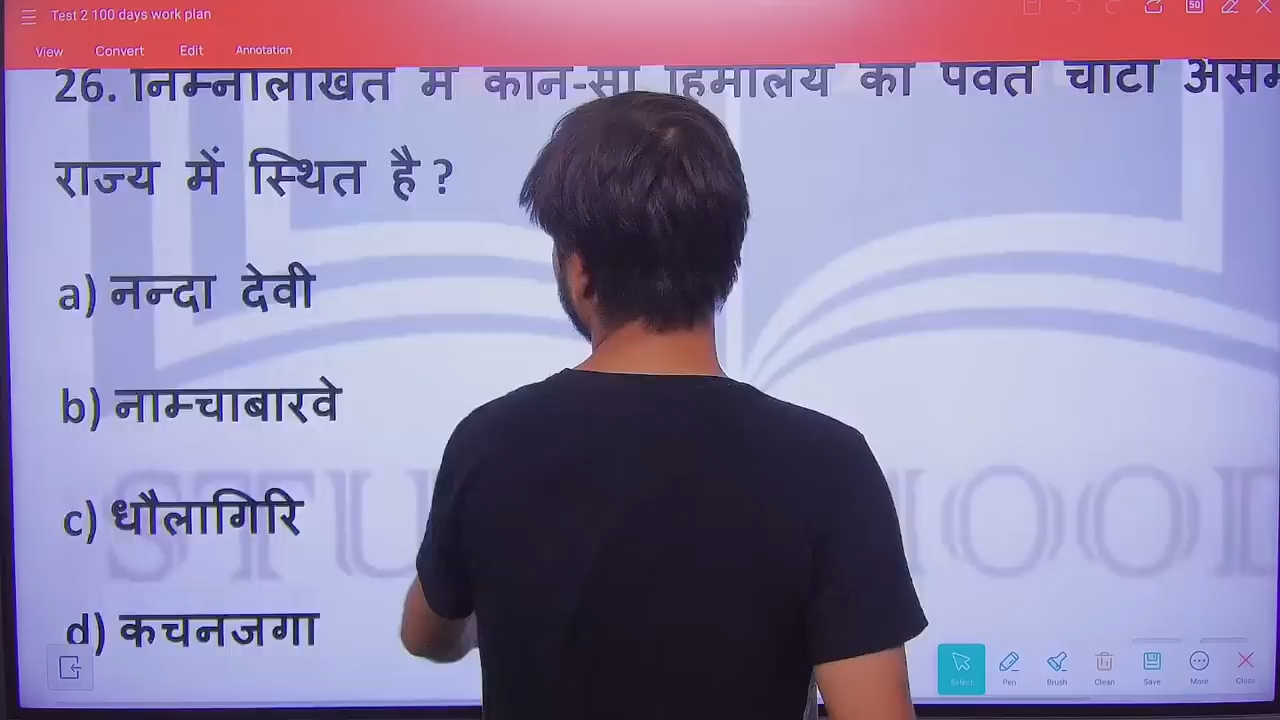 Test 2 100 days work plan
50
View Convert Edit Annotation
26. निम्नलिखित में कौन-सी हिमालय की पर्वत चोटी असम
राज्य में स्थित है ?
a) नन्दा देवी
b) नाम्चाबारवे
c) धौलागिरि
d) कचनजगा
Select Pen Brush Clean Save More Close